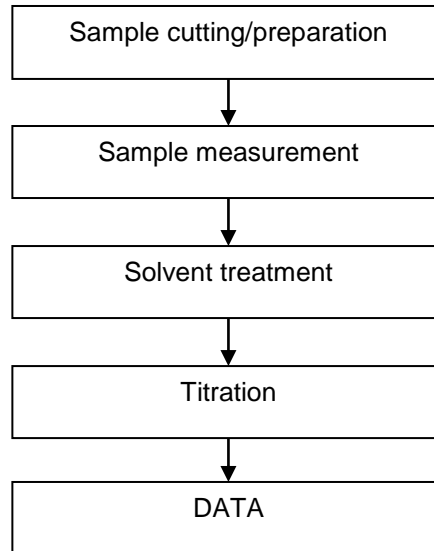 Sample cutting/preparation
Sample measurement
Solvent treatment
Titration
DATA